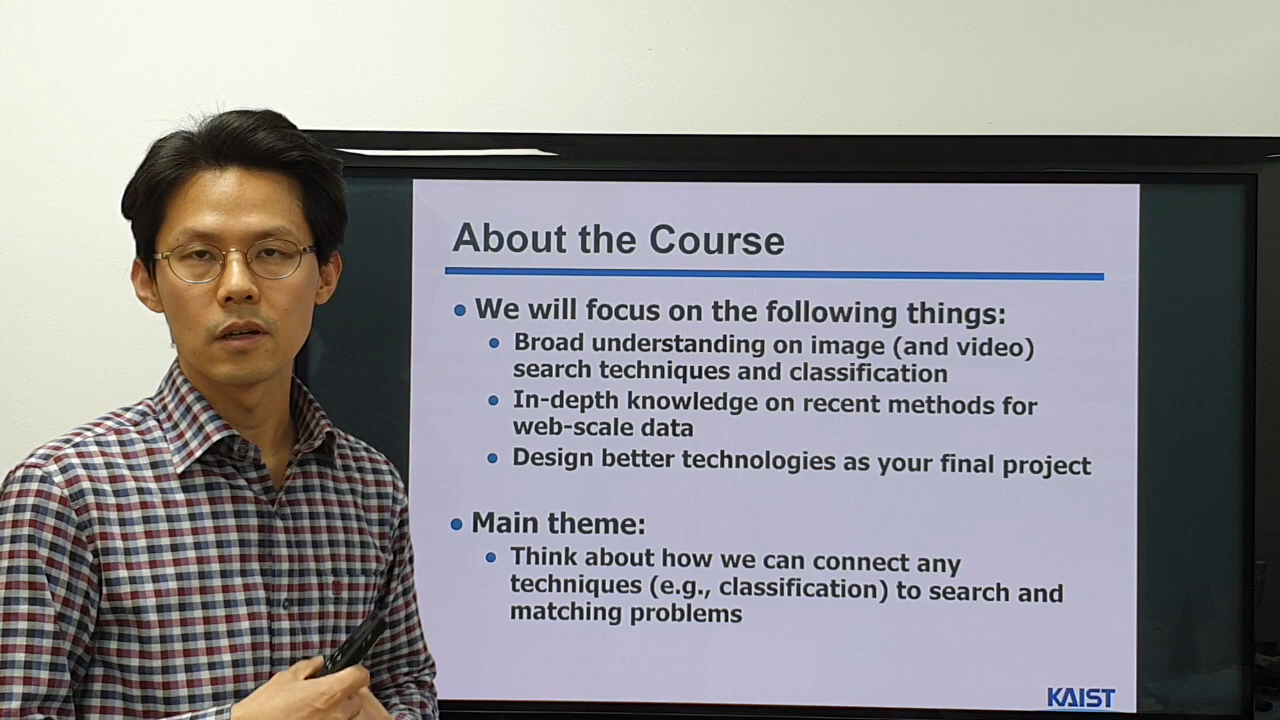 About the Course
• We will focus on the following things:
• Broad understanding on image (and video)
search techniques and classification
• In-depth knowledge on recent methods for
web-scale data
• Design better technologies as your final project
• Main theme:
• Think about how we can connect any
techniques (e.g., classification) to search and
matching problems
KAIST